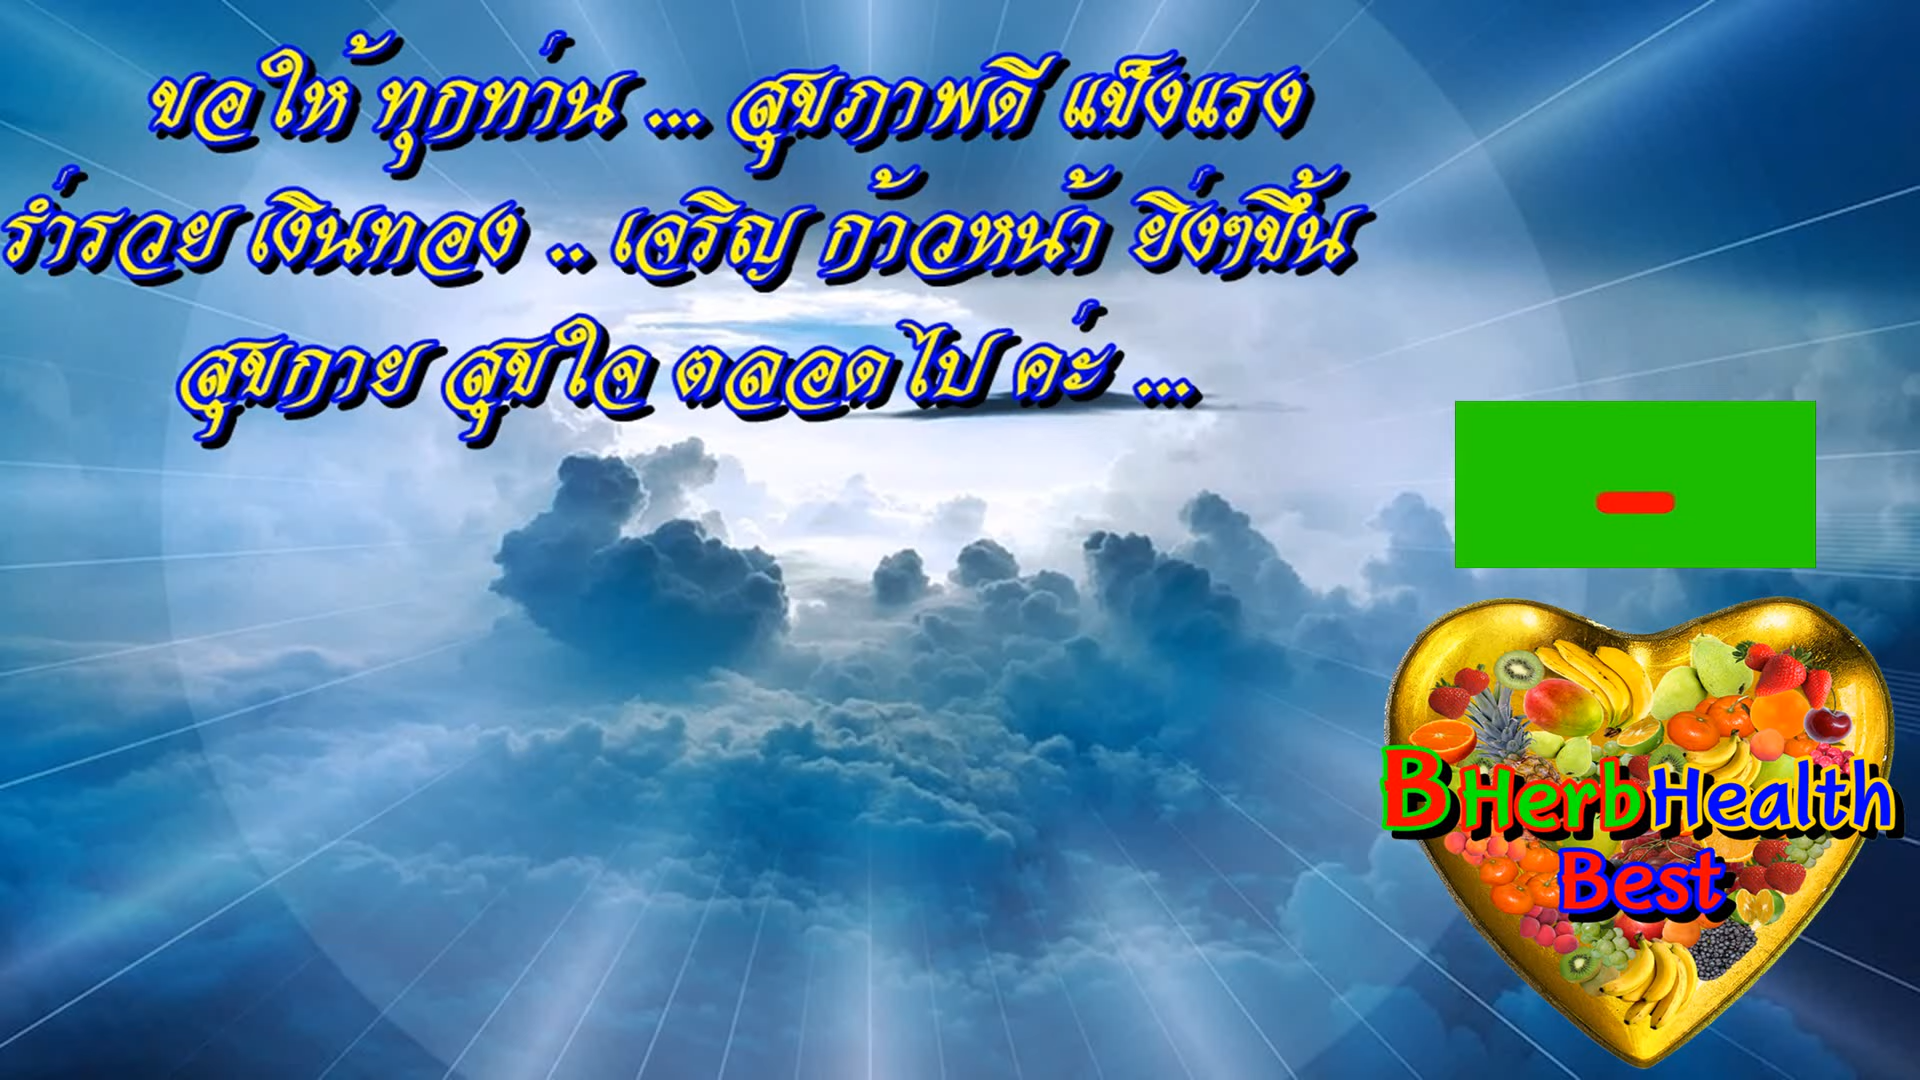 ขอให้ ทุกท่าน ... สุขภาพดี แข็งแรง
ร่ำรวย เงินทอง .. เจริญ ก้าวหน้า ยิ่งๆขึ้น
สุขกาย สุขใจ ตลอดไป ค่ะ ...
B HerbHealth
Best